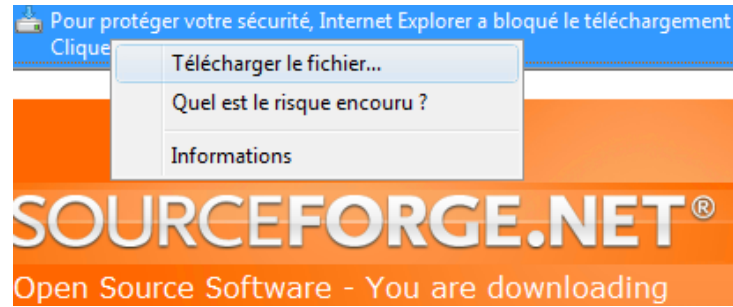 Pour protéger votre sécurité, Internet Explorer a bloqué le téléchargement
Clique
Télécharger le fichier...
Quel est le risque encouru ?
Informations
SOURCEFORGE.NET®
Open Source Software - You are downloading